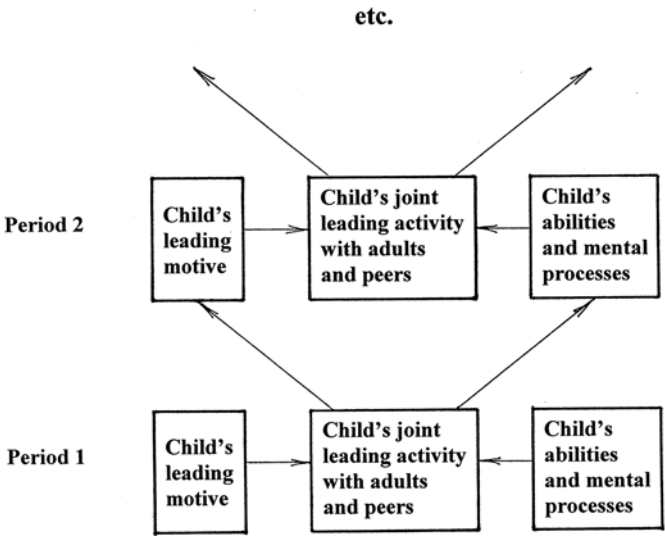 etc.
Period 2
Child's
leading
motive
Child's joint
leading activity
with adults
and peers
Child's
abilities
and mental
processes
Period 1
Child's
leading
motive
Child's joint
leading activity
with adults
and peers
Child's
abilities
and mental
processes